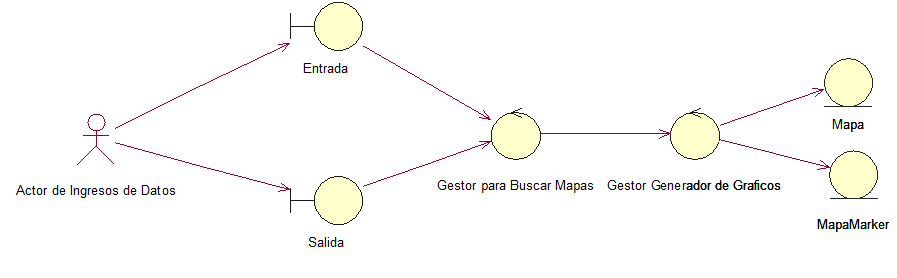 Entrada
Mapa
Actor de Ingresos de Datos
Gestor para Buscar Mapas
Gestor Generador de Graficos
MapaMarker
Salida